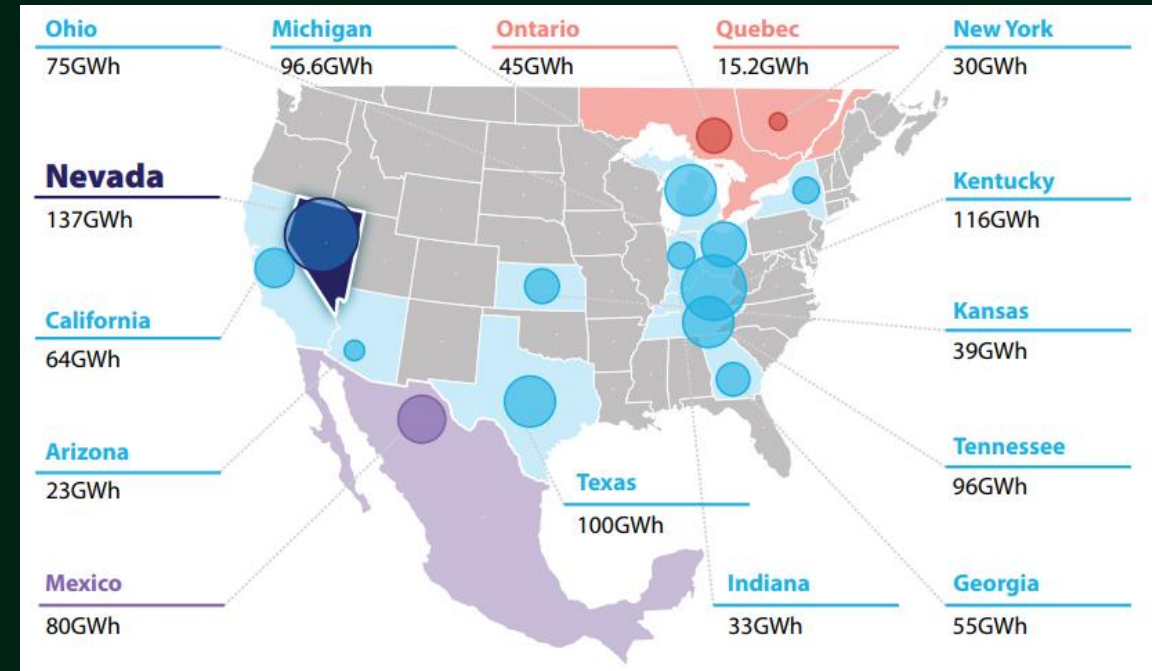 Ohio
75GWh
Michigan
96.6GWh
Ontario
45GWh
Quebec
15.2GWh
New York
30GWh
Nevada
137GWh
Kentucky
116GWh
California
64GWh
Kansas
39GWh
Arizona
23GWh
Texas
100GWh
Tennessee
96GWh
Mexico
80GWh
Indiana
33GWh
Georgia
55GWh